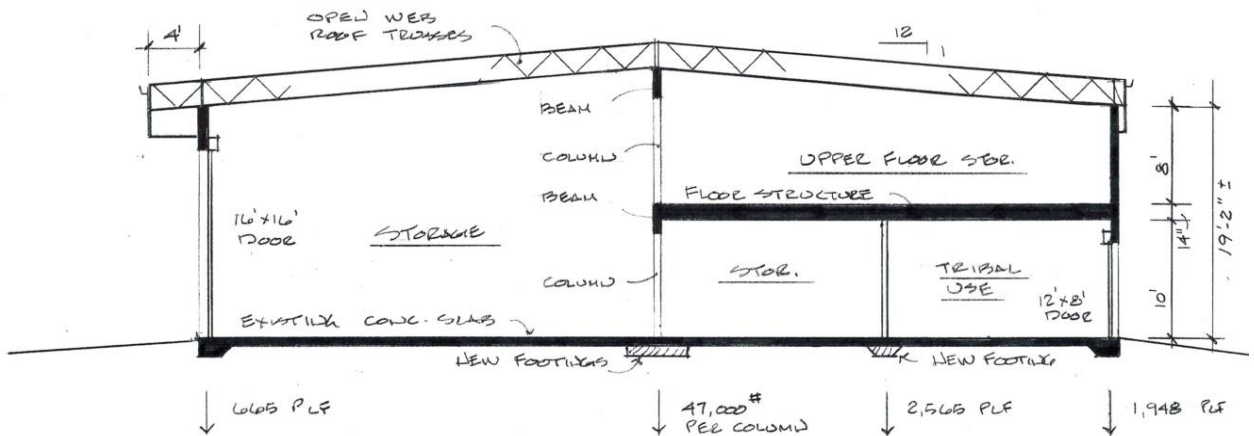 OPEN WEB
ROOF TRUSSES
4'
12
1
BEAM
COLUMN
UPPER FLOOR STOR.
8'
BEAM
FLOOR STRUCTURE
16'x16'
DOOR
STORAGE
14"
19'-2" ±
COLUMN
STOR.
TRIBAL
USE
12'x8'
DOOR
10'
EXISTING CONC. SLAB
NEW FOOTINGS
NEW FOOTING
665 PLF
47,000#
PER COLUMN
2,565 PLF
1,948 PLF